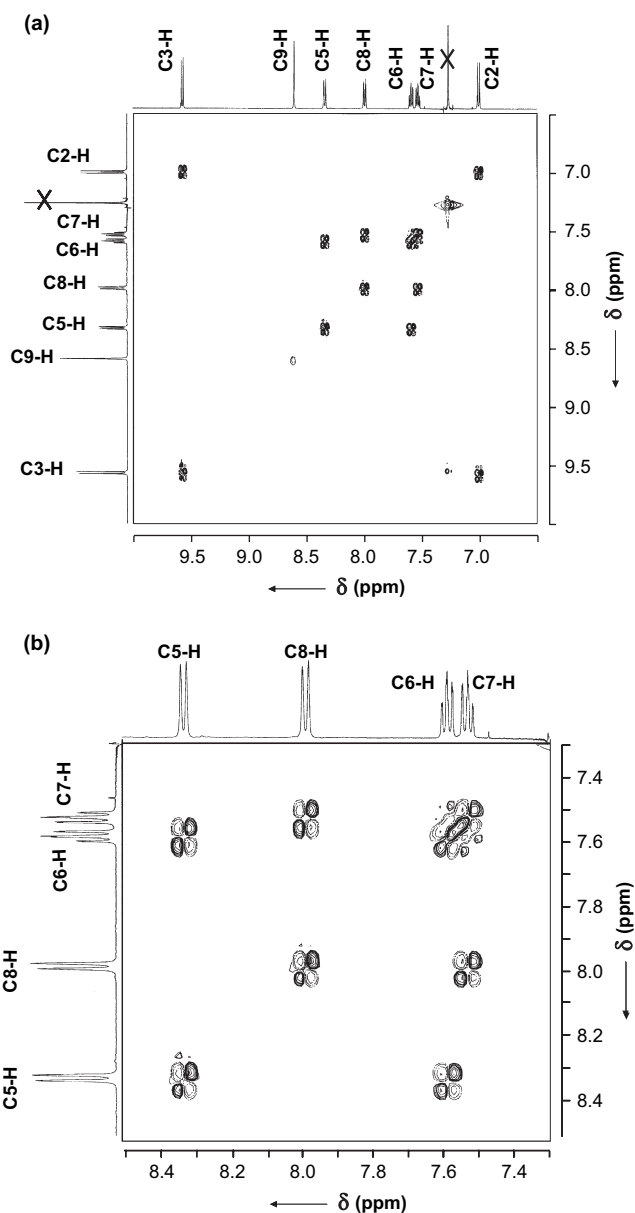 (a)
C3-H
C9-H
C5-H
C8-H
C6-H
C7-H
X
C2-H
C2-H
X
C7-H
C6-H
C8-H
C5-H
C9-H
C3-H
7.0
7.5
8.0
8.5
9.0
9.5
δ (ppm)
9.5 9.0 8.5 8.0 7.5 7.0
δ (ppm)
(b)
C5-H
C8-H
C6-H
C7-H
C7-H
C6-H
C8-H
C5-H
7.4
7.6
7.8
8.0
8.2
8.4
δ (ppm)
8.4 8.2 8.0 7.8 7.6 7.4
δ (ppm)